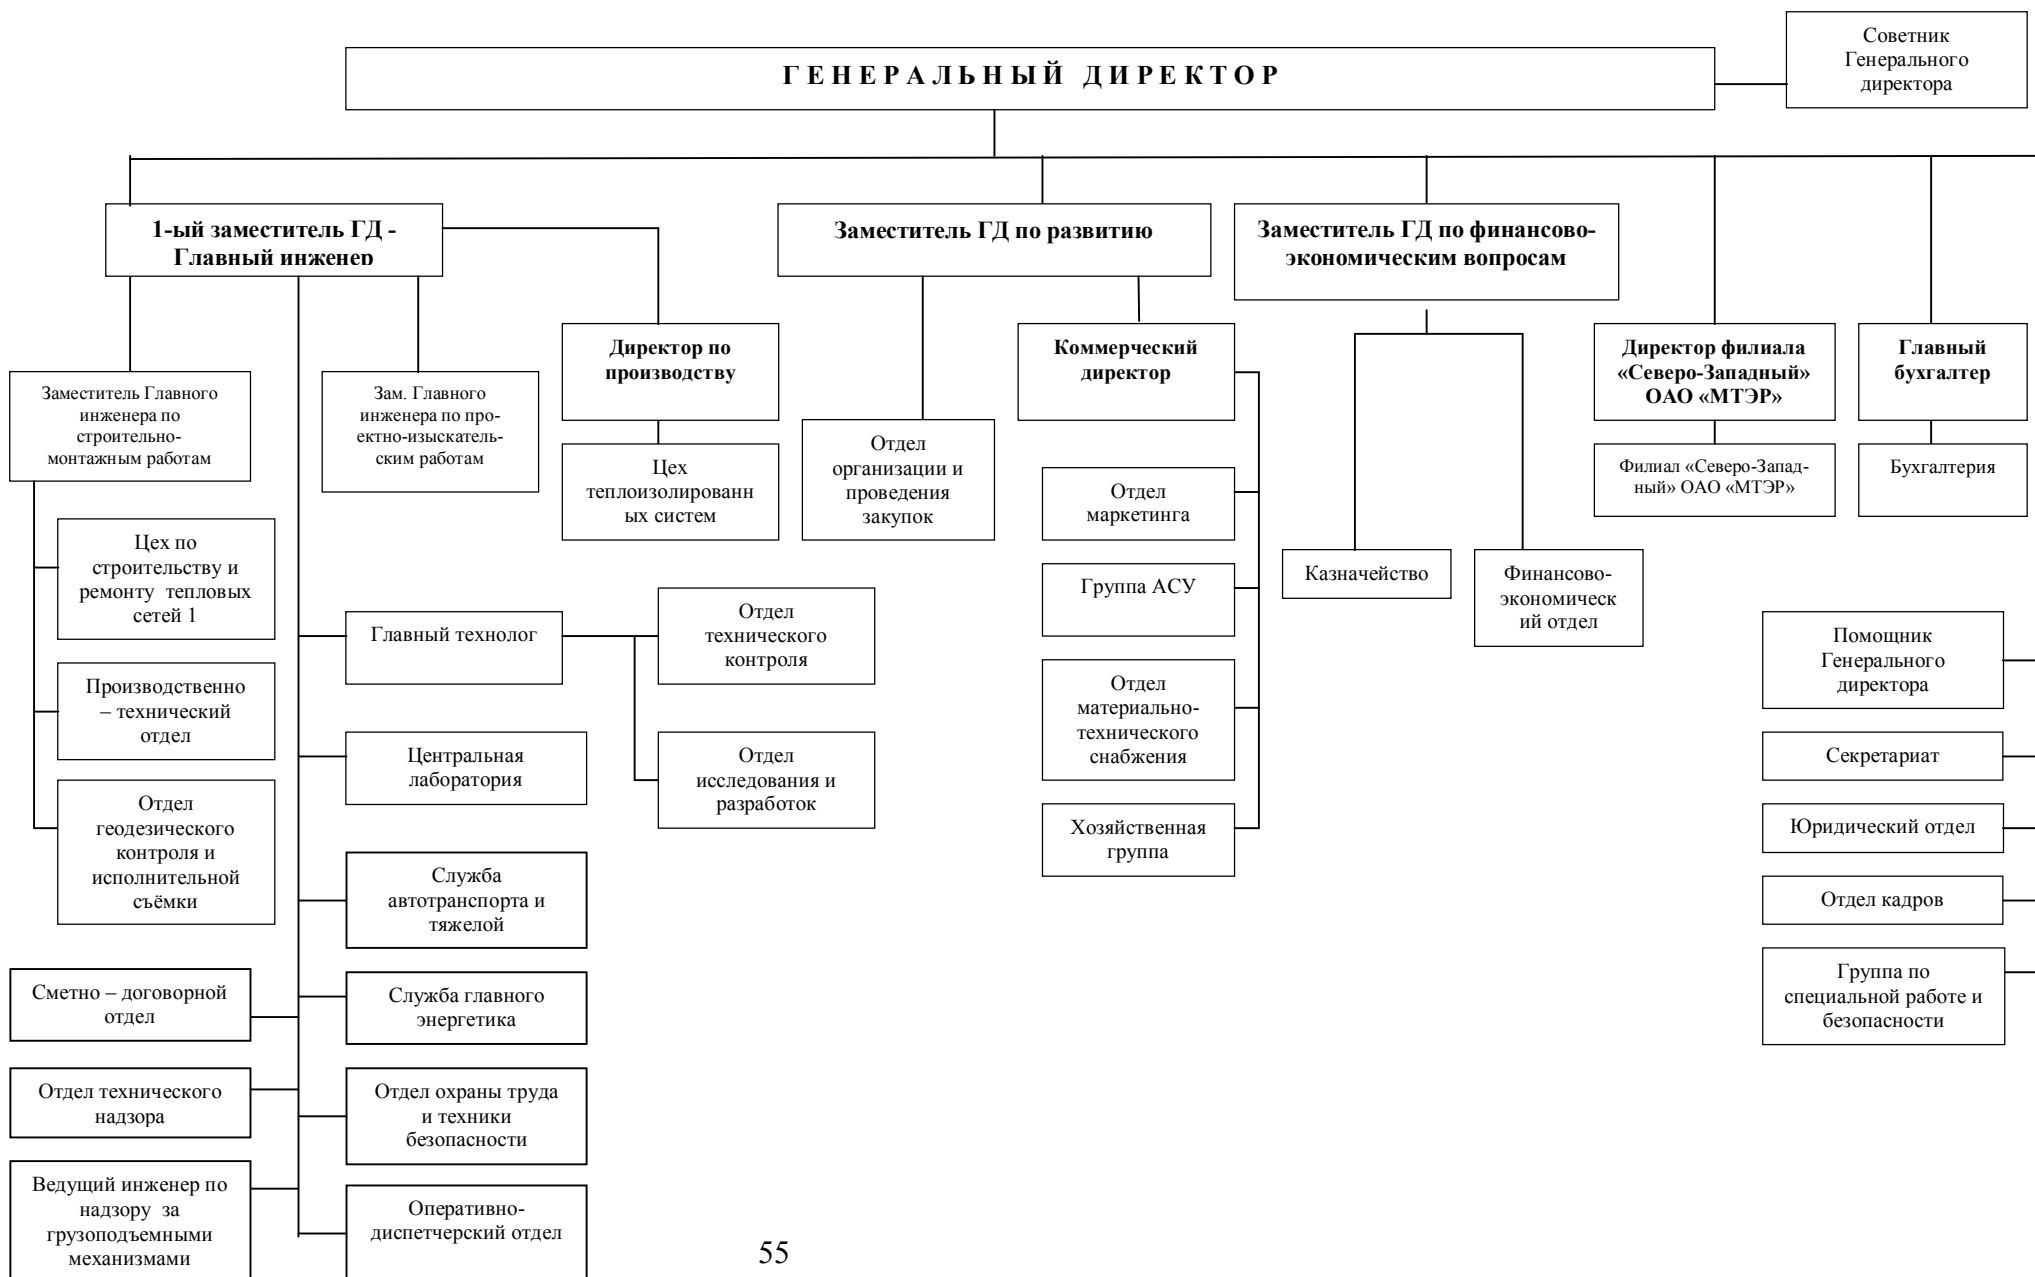 Советник
Генерального
директора
ГЕНЕРАЛЬНЫЙ ДИРЕКТОР
1-ый заместитель ГД -
Главный инженер
Заместитель ГД по развитию
Заместитель ГД по финансово-
экономическим вопросам
Директор по
производству
Коммерческий
директор
Директор филиала
«Северо-Западный»
ОАО «МТЭР»
Главный
бухгалтер
Заместитель Главного
инженера по
строительно-
монтажным работам
Зам. Главного
инженера по про-
ектно-изыскатель-
ским работам
Цех
теплоизолированн
ых систем
Отдел
организации и
проведения
закупок
Филиал «Северо-Запад-
ный» ОАО «МТЭР»
Бухгалтерия
Отдел
маркетинга
Цех по
строительству и
ремонту тепловых
сетей 1
Группа АСУ
Казначейство
Финансово-
экономическ
ий отдел
Главный технолог
Отдел
технического
контроля
Помощник
Генерального
директора
Производственно
– технический
отдел
Отдел
материально-
технического
снабжения
Центральная
лаборатория
Отдел
исследования и
разработок
Секретариат
Отдел
геодезического
контроля и
исполнительной
съёмки
Хозяйственная
группа
Юридический отдел
Служба
автотранспорта и
тяжелой
Отдел кадров
Сметно – договорной
отдел
Служба главного
энергетика
Группа по
специальной работе и
безопасности
Отдел технического
надзора
Отдел охраны труда
и техники
безопасности
Ведущий инженер по
надзору за
грузоподъемными
механизмами
Оперативно-
диспетчерский отдел
55